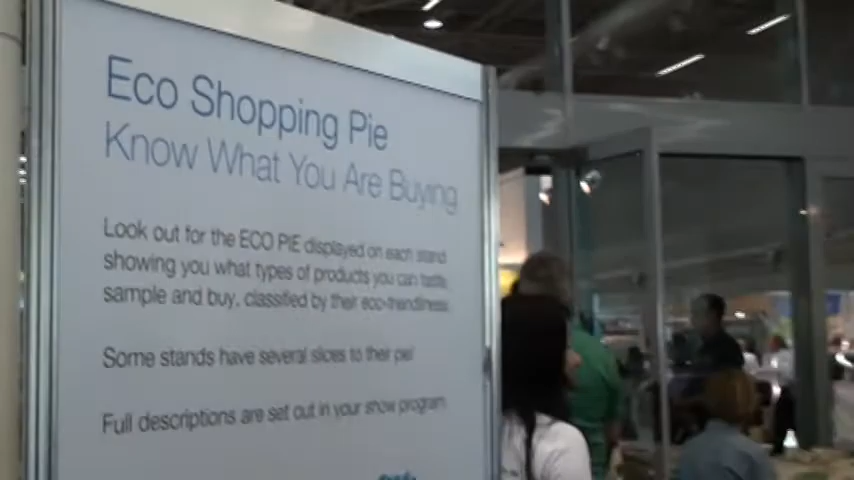 Eco Shopping Pie
Know What You Are Buying
Look out for the ECO PIE displayed on each stand
showing you what types of products you can taste,
sample and buy, classified by their eco-friendliness.
Some stands have several slices to their pie!
Full descriptions are set out in your show program